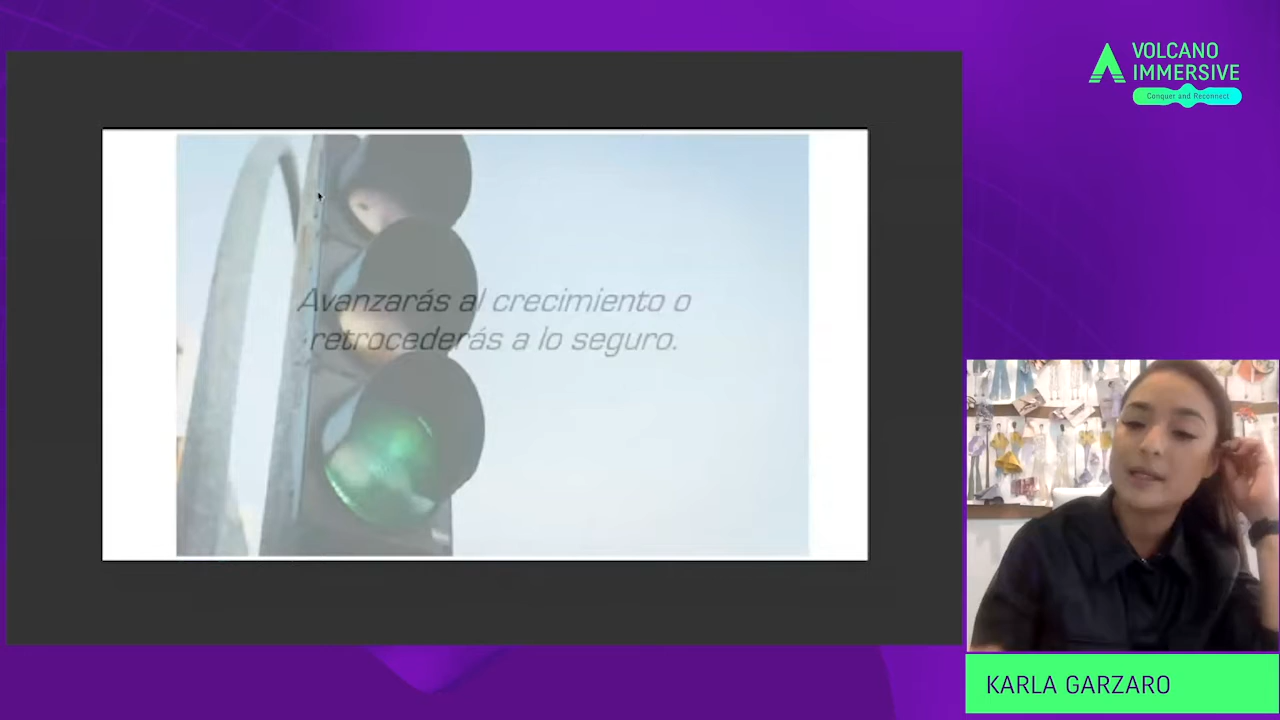 VOLCANO
IMMERSIVE
Conquer and Reconnect
Avanzarás al crecimiento o
retrocederás a lo seguro.
KARLA GARZARO